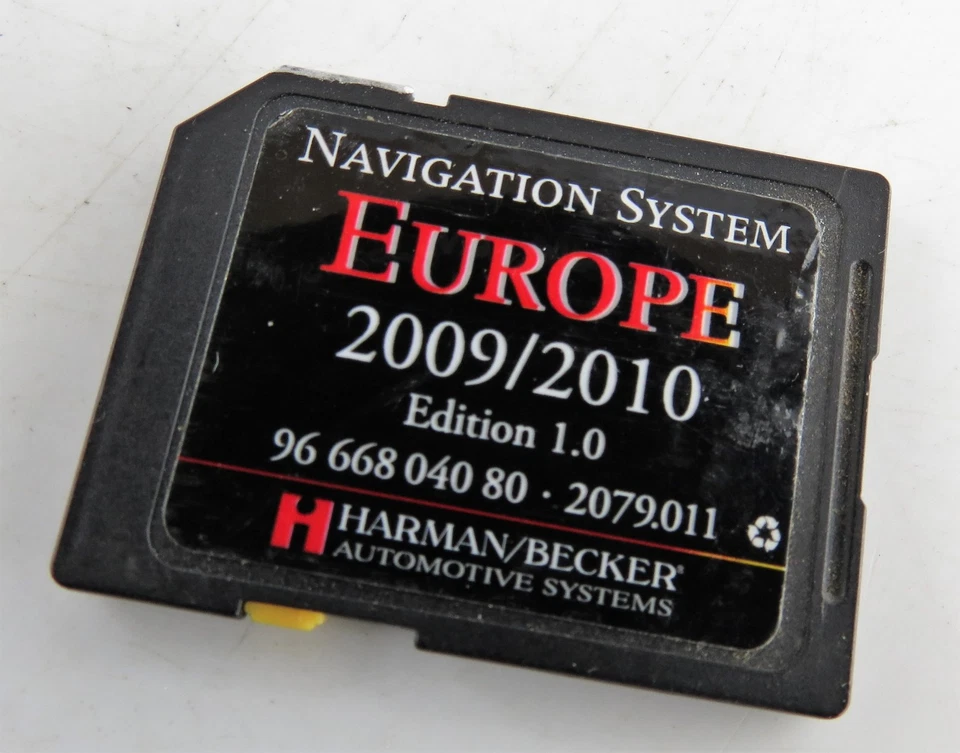 NAVIGATION SYSTEM
EUROPE
2009/2010
Edition 1.0
96 668 040 80 · 2079.011
HARMAN/BECKER®
AUTOMOTIVE SYSTEMS